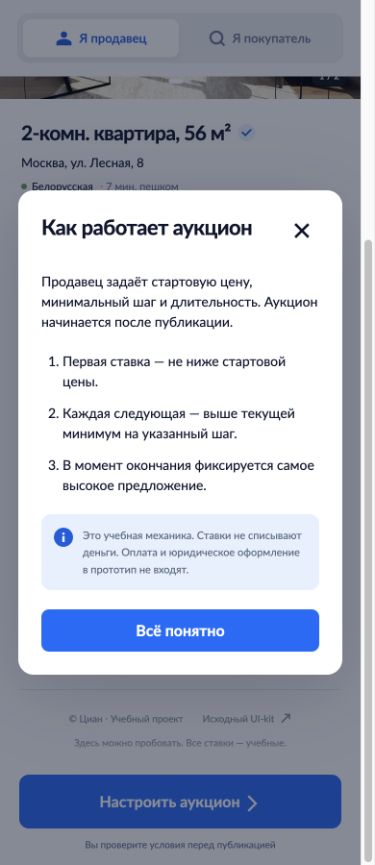 Я продавец
Я покупатель
2-комн. квартира, 56 м²
Москва, ул. Лесная, 8
Белорусская · 7 мин. пешком
Как работает аукцион
Продавец задаёт стартовую цену,
минимальный шаг и длительность. Аукцион
начинается после публикации.
1. Первая ставка — не ниже стартовой
цены.
2. Каждая следующая — выше текущей
минимум на указанный шаг.
3. В момент окончания фиксируется самое
высокое предложение.
Это учебная механика. Ставки не списывают
деньги. Оплата и юридическое оформление
в прототип не входят.
Всё понятно
© Циан · Учебный проект Исходный UI-kit
Здесь можно пробовать. Все ставки — учебные.
Настроить аукцион
Вы проверите условия перед публикацией